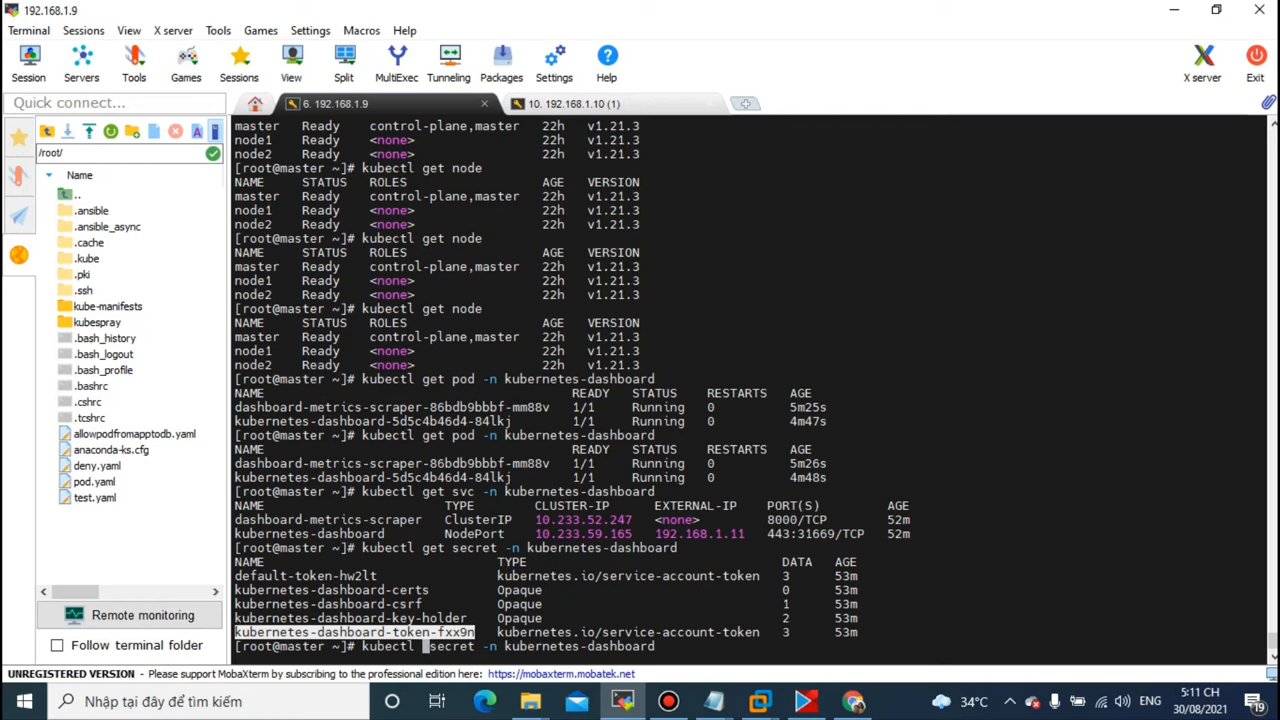 192.168.1.9
Terminal Sessions View X server Tools Games Settings Macros Help
Session Servers Tools Games Sessions View Split MultiExec Tunneling Packages Settings Help X server Exit
Quick connect...
6. 192.168.1.9
10. 192.168.1.10 (1)
/root/
Name
..
.ansible
.ansible_async
.cache
.kube
.pki
.ssh
kube-manifests
kubespray
.bash_history
.bash_logout
.bash_profile
.bashrc
.cshrc
.tcshrc
allowpodfromapptodb.yaml
anaconda-ks.cfg
deny.yaml
pod.yaml
test.yaml
Remote monitoring
Follow terminal folder
master Ready control-plane,master 22h v1.21.3
node1 Ready <none> 22h v1.21.3
node2 Ready <none> 22h v1.21.3
[root@master ~]# kubectl get node
NAME STATUS ROLES AGE VERSION
master Ready control-plane,master 22h v1.21.3
node1 Ready <none> 22h v1.21.3
node2 Ready <none> 22h v1.21.3
[root@master ~]# kubectl get node
NAME STATUS ROLES AGE VERSION
master Ready control-plane,master 22h v1.21.3
node1 Ready <none> 22h v1.21.3
node2 Ready <none> 22h v1.21.3
[root@master ~]# kubectl get node
NAME STATUS ROLES AGE VERSION
master Ready control-plane,master 22h v1.21.3
node1 Ready <none> 22h v1.21.3
node2 Ready <none> 22h v1.21.3
[root@master ~]# kubectl get pod -n kubernetes-dashboard
NAME READY STATUS RESTARTS AGE
dashboard-metrics-scraper-86bdb9bbbf-mm88v 1/1 Running 0 5m25s
kubernetes-dashboard-5d5c4b46d4-84lkj 1/1 Running 0 4m47s
[root@master ~]# kubectl get pod -n kubernetes-dashboard
NAME READY STATUS RESTARTS AGE
dashboard-metrics-scraper-86bdb9bbbf-mm88v 1/1 Running 0 5m26s
kubernetes-dashboard-5d5c4b46d4-84lkj 1/1 Running 0 4m48s
[root@master ~]# kubectl get svc -n kubernetes-dashboard
NAME TYPE CLUSTER-IP EXTERNAL-IP PORT(S) AGE
dashboard-metrics-scraper ClusterIP 10.233.52.247 <none> 8000/TCP 52m
kubernetes-dashboard NodePort 10.233.59.165 192.168.1.11 443:31669/TCP 52m
[root@master ~]# kubectl get secret -n kubernetes-dashboard
NAME TYPE DATA AGE
default-token-hw2lt kubernetes.io/service-account-token 3 53m
kubernetes-dashboard-certs Opaque 0 53m
kubernetes-dashboard-csrf Opaque 1 53m
kubernetes-dashboard-key-holder Opaque 2 53m
kubernetes-dashboard-token-fxx9n kubernetes.io/service-account-token 3 53m
[root@master ~]# kubectl secret -n kubernetes-dashboard
UNREGISTERED VERSION - Please support MobaXterm by subscribing to the professional edition here: https://mobaxterm.mobatek.net
Nhập tại đây để tìm kiếm
34°C
ENG
5:11 CH
30/08/2021
19